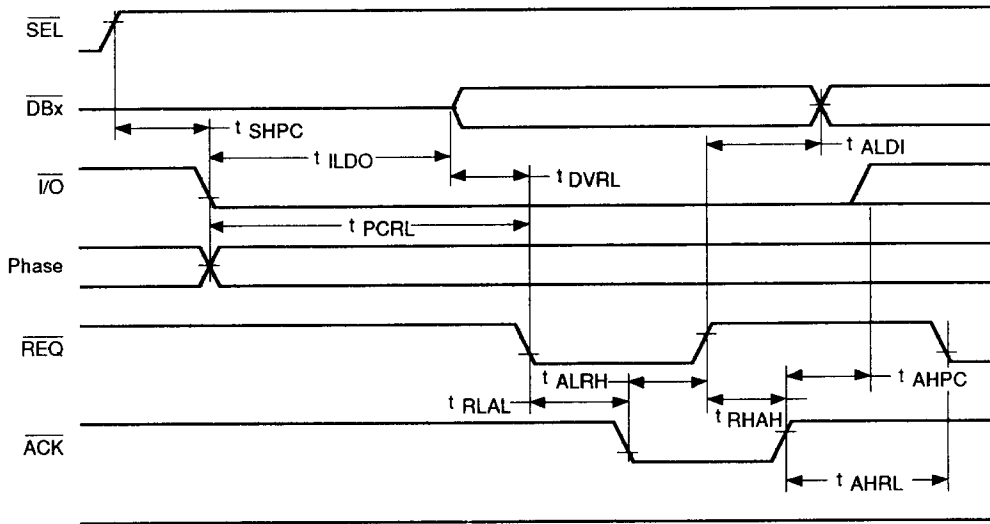 SEL
DBx
t SHPC
t ILDO
t ALDI
I/O
t DVRL
t PCRL
Phase
REQ
t ALRH
t AHPC
t RLAL
t RHAH
ACK
t AHRL